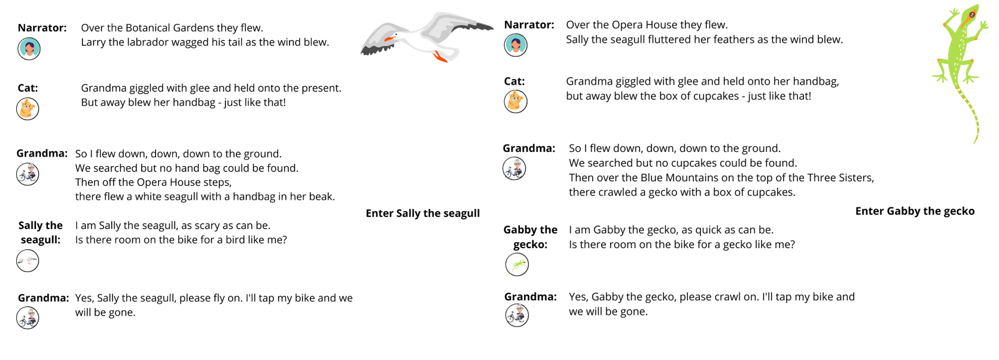 Narrator: Over the Botanical Gardens they flew.
Larry the labrador wagged his tail as the wind blew.
Cat: Grandma giggled with glee and held onto the present.
But away blew her handbag - just like that!
Grandma: So I flew down, down, down to the ground.
We searched but no hand bag could be found.
Then off the Opera House steps,
there flew a white seagull with a handbag in her beak.
Enter Sally the seagull
Sally the I am Sally the seagull, as scary as can be.
seagull: Is there room on the bike for a bird like me?
Grandma: Yes, Sally the seagull, please fly on. I'll tap my bike and we
will be gone.
Narrator: Over the Opera House they flew.
Sally the seagull fluttered her feathers as the wind blew.
Cat: Grandma giggled with glee and held onto her handbag,
but away blew the box of cupcakes - just like that!
Grandma: So I flew down, down, down to the ground.
We searched but no cupcakes could be found.
Then over the Blue Mountains on the top of the Three Sisters,
there crawled a gecko with a box of cupcakes.
Enter Gabby the gecko
Gabby the I am Gabby the gecko, as quick as can be.
gecko: Is there room on the bike for a gecko like me?
Grandma: Yes, Gabby the gecko, please crawl on. I'll tap my bike and
we will be gone.